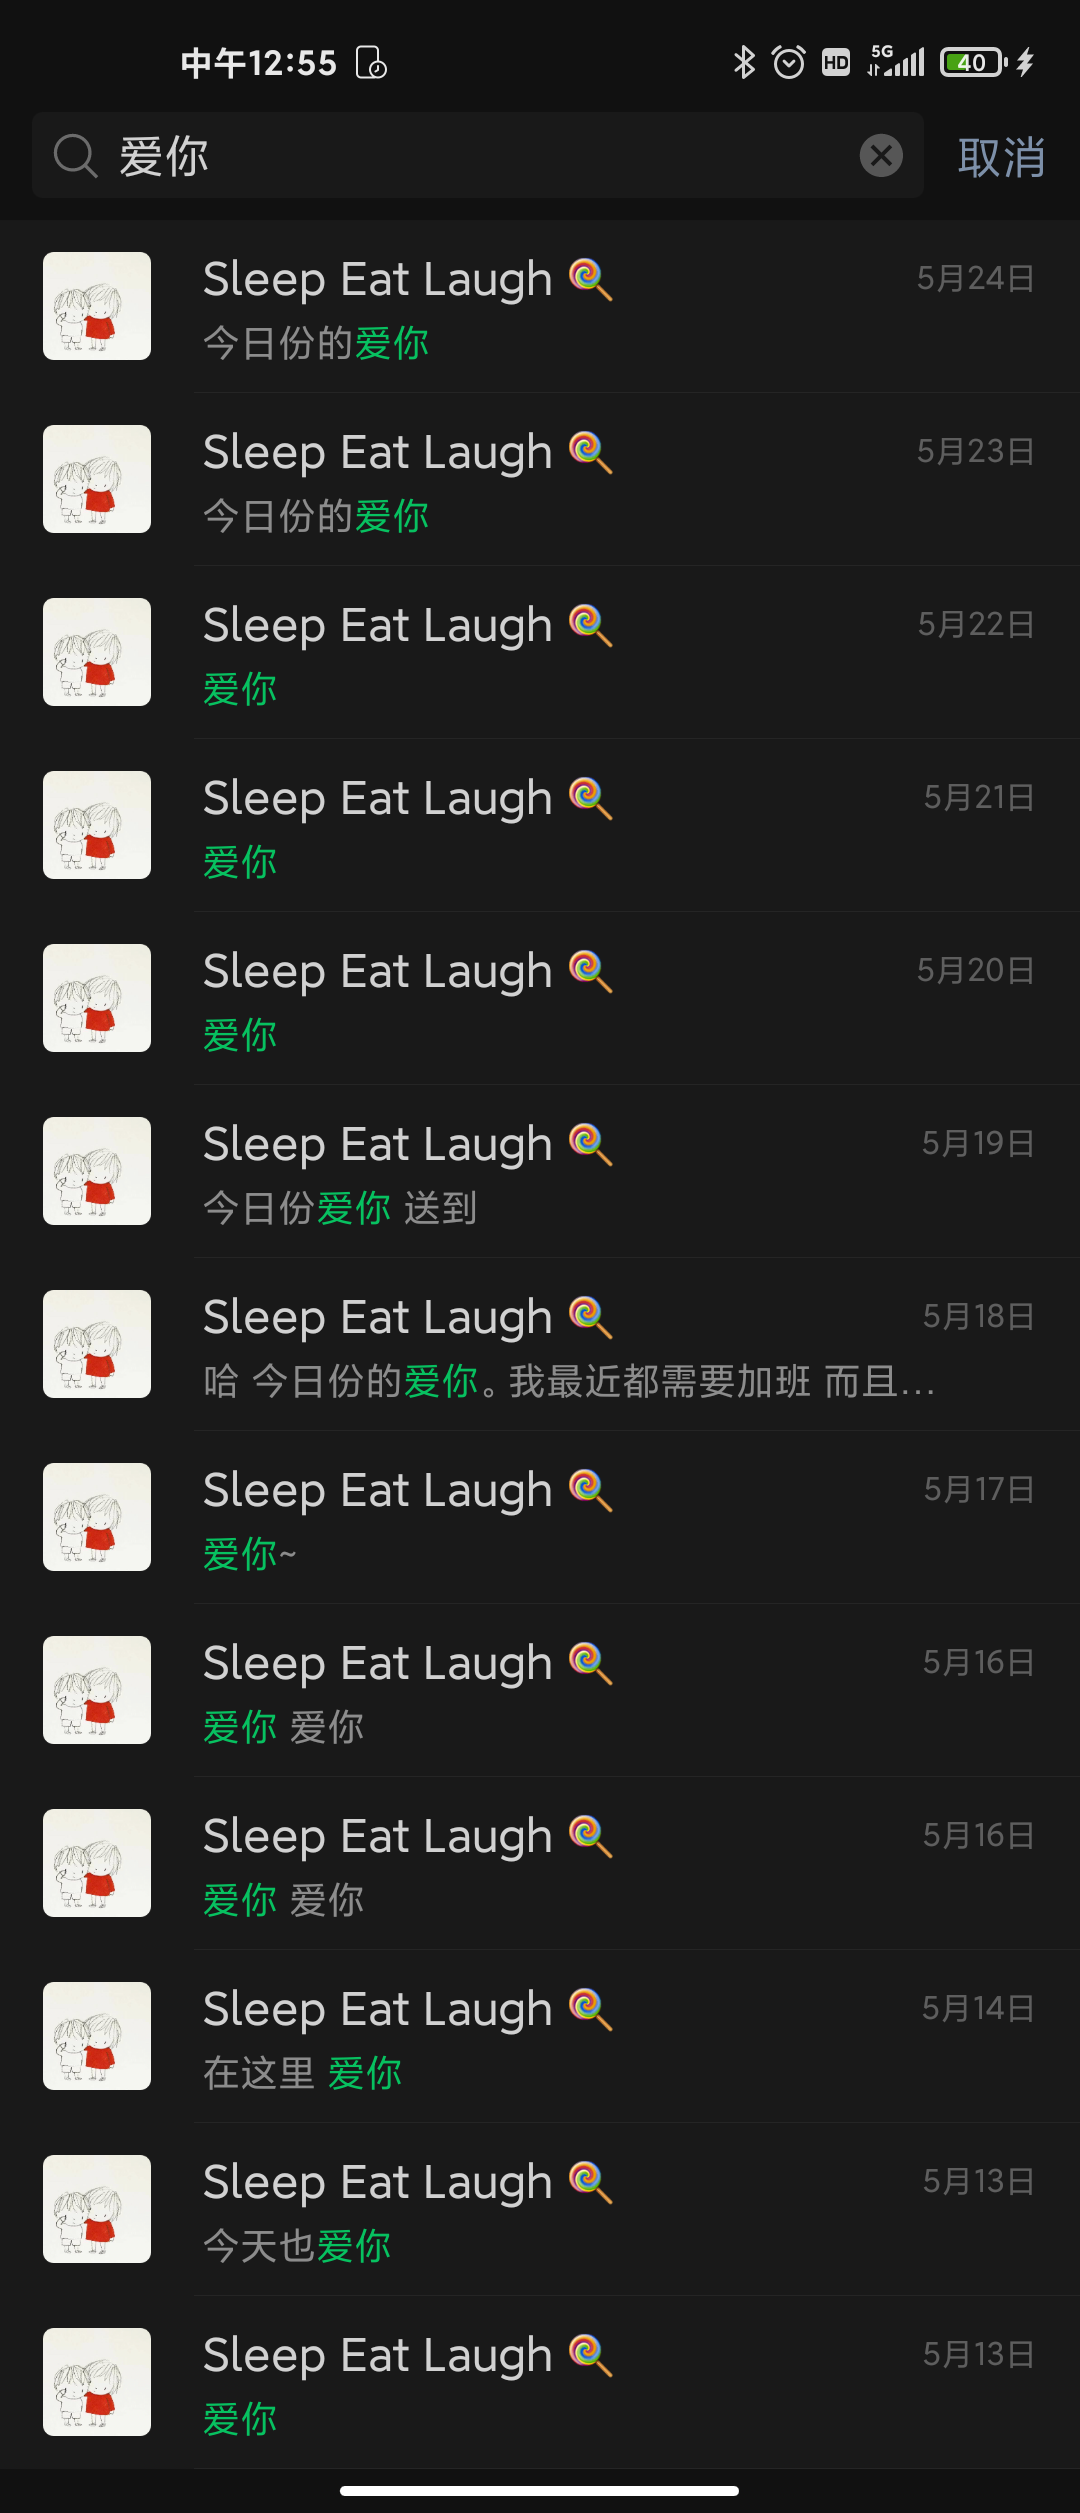 中午12:55
HD
5G
40
爱你
取消
Sleep Eat Laugh 🍭
5月24日
今日份的爱你
Sleep Eat Laugh 🍭
5月23日
今日份的爱你
Sleep Eat Laugh 🍭
5月22日
爱你
Sleep Eat Laugh 🍭
5月21日
爱你
Sleep Eat Laugh 🍭
5月20日
爱你
Sleep Eat Laugh 🍭
5月19日
今日份爱你 送到
Sleep Eat Laugh 🍭
5月18日
哈 今日份的爱你。我最近都需要加班 而且...
Sleep Eat Laugh 🍭
5月17日
爱你~
Sleep Eat Laugh 🍭
5月16日
爱你 爱你
Sleep Eat Laugh 🍭
5月16日
爱你 爱你
Sleep Eat Laugh 🍭
5月14日
在这里 爱你
Sleep Eat Laugh 🍭
5月13日
今天也爱你
Sleep Eat Laugh 🍭
5月13日
爱你